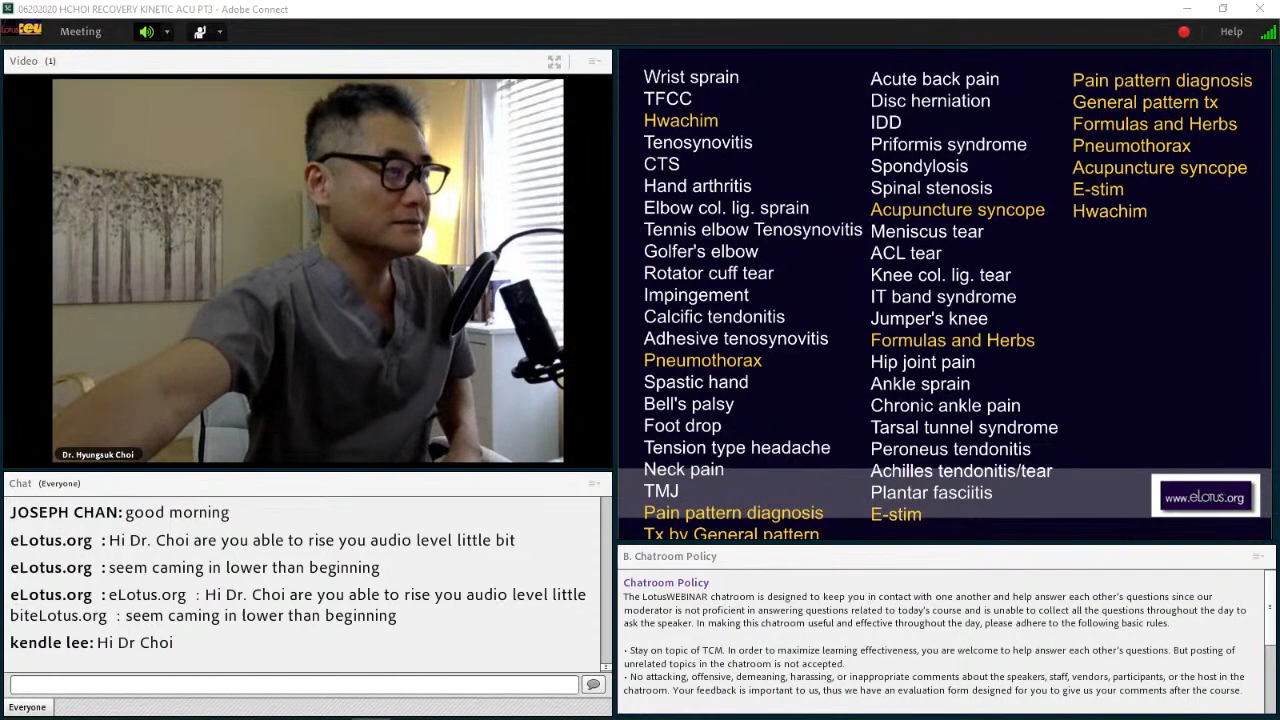 06202020 HCHOI RECOVERY KINETIC ACU PT3 - Adobe Connect
Meeting
Help
Video (1)
Dr. Hyungsuk Choi
Wrist sprain
TFCC
Hwachim
Tenosynovitis
CTS
Hand arthritis
Elbow col. lig. sprain
Tennis elbow Tenosynovitis
Golfer's elbow
Rotator cuff tear
Impingement
Calcific tendonitis
Adhesive tenosynovitis
Pneumothorax
Spastic hand
Bell's palsy
Foot drop
Tension type headache
Neck pain
TMJ
Pain pattern diagnosis
Tx by General pattern
Acute back pain
Disc herniation
IDD
Priformis syndrome
Spondylosis
Spinal stenosis
Acupuncture syncope
Meniscus tear
ACL tear
Knee col. lig. tear
IT band syndrome
Jumper's knee
Formulas and Herbs
Hip joint pain
Ankle sprain
Chronic ankle pain
Tarsal tunnel syndrome
Peroneus tendonitis
Achilles tendonitis/tear
Plantar fasciitis
E-stim
Pain pattern diagnosis
General pattern tx
Formulas and Herbs
Pneumothorax
Acupuncture syncope
E-stim
Hwachim
www.eLotus.org
Chat (Everyone)
JOSEPH CHAN: good morning
eLotus.org : Hi Dr. Choi are you able to rise you audio level little bit
eLotus.org : seem caming in lower than beginning
eLotus.org : eLotus.org : Hi Dr. Choi are you able to rise you audio level little
biteLotus.org : seem caming in lower than beginning
kendle lee: Hi Dr Choi
Everyone
B. Chatroom Policy
Chatroom Policy
The LotusWEBINAR chatroom is designed to keep you in contact with one another and help answer each other's questions since our
moderator is not proficient in answering questions related to today's course and is unable to collect all the questions throughout the day to
ask the speaker. In making this chatroom useful and effective throughout the day, please adhere to the following basic rules.
• Stay on topic of TCM. In order to maximize learning effectiveness, you are welcome to help answer each other's questions. But posting of
unrelated topics in the chatroom is not accepted.
• No attacking, offensive, demeaning, harassing, or inappropriate comments about the speakers, staff, vendors, participants, or the host in the
chatroom. Your feedback is important to us, thus we have an evaluation form designed for you to give us your comments after the course.